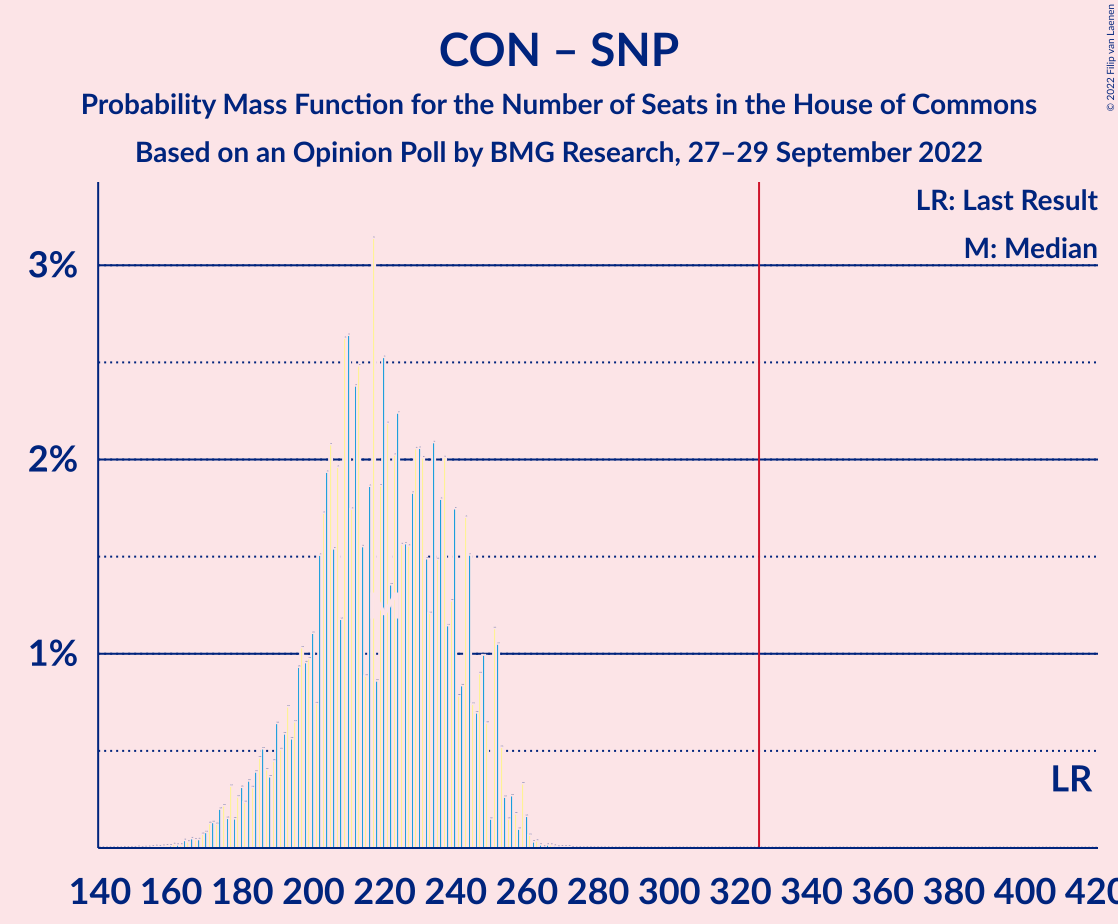 CON – SNP
Probability Mass Function for the Number of Seats in the House of Commons
Based on an Opinion Poll by BMG Research, 27–29 September 2022
© 2022 Filip van Laenen
LR: Last Result
M: Median
3%
2%
1%
LR
140 160 180 200 220 240 260 280 300 320 340 360 380 400 420